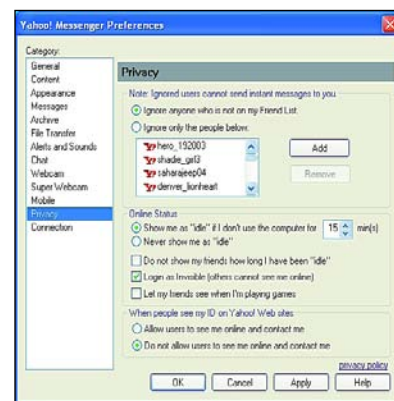 Yahoo! Messenger Preferences
Category:
General
Content
Appearance
Messages
Archive
File Transfer
Alerts and Sounds
Chat
Webcam
Super Webcam
Mobile
Privacy
Connection
Privacy
Note: Ignored users cannot send instant messages to you
Ignore anyone who is not on my Friend List.
Ignore only the people below:
hero_192003
shadie_girl3
saharajeep04
denver_lionheart
Add
Remove
Online Status
Show me as "Idle" if I don't use the computer for 15 min(s)
Never show me as "Idle"
Do not show my friends how long I have been "Idle"
Login as Invisible (others cannot see me online)
Let my friends see when I'm playing games
When people see my ID on Yahoo! Web sites
Allow users to see me online and contact me
Do not allow users to see me online and contact me
privacy policy
OK
Cancel
Apply
Help